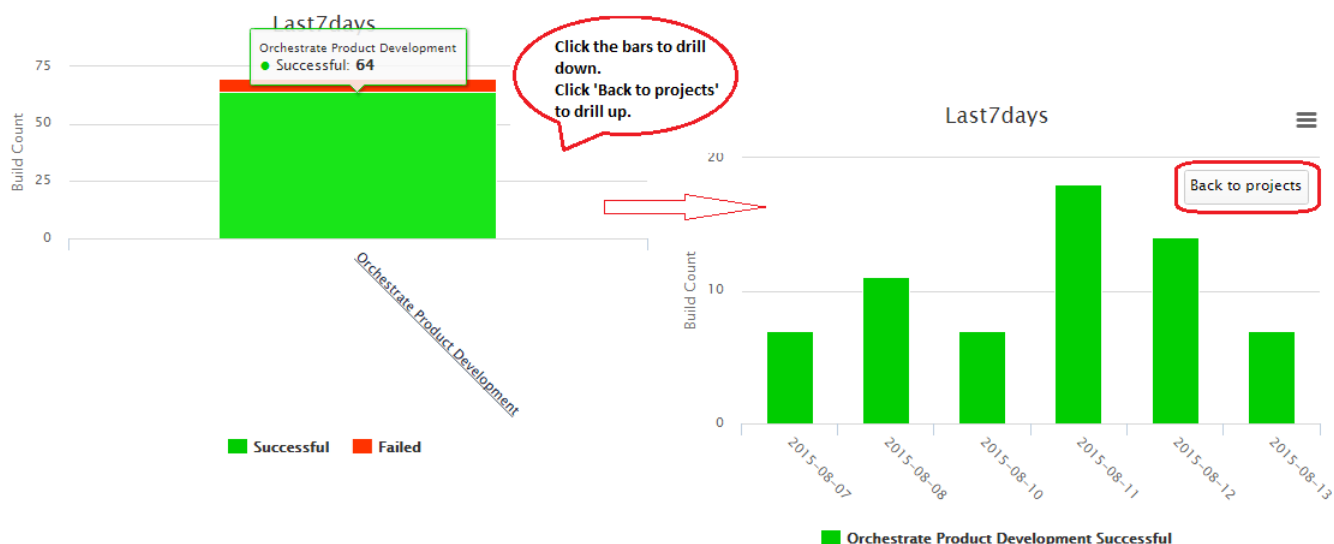 Last7days
Orchestrate Product Development
Successful: 64
75
50
25
0
Build Count
Orchestrate Product Development
Successful
Failed
Click the bars to drill
down.
Click 'Back to projects'
to drill up.
Last7days
Back to projects
20
10
0
Build Count
2015-08-07
2015-08-08
2015-08-10
2015-08-11
2015-08-12
2015-08-13
Orchestrate Product Development Successful